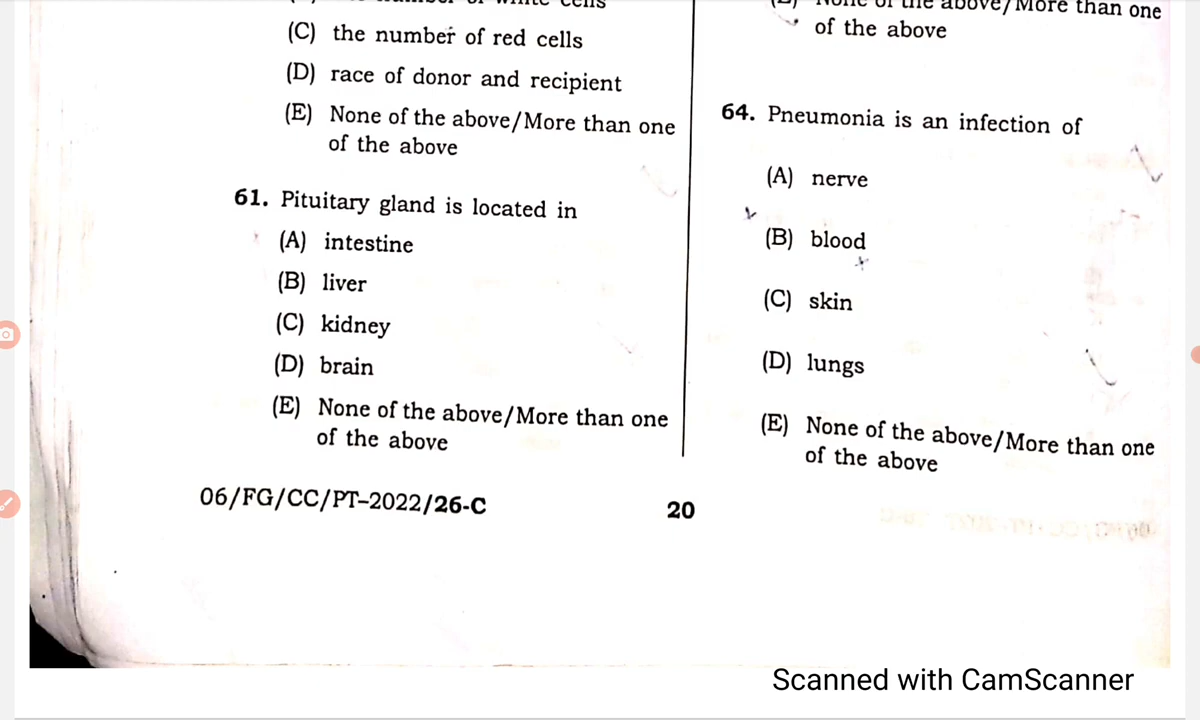 (C) the number of red cells
(D) race of donor and recipient
(E) None of the above/More than one
of the above
61. Pituitary gland is located in
(A) intestine
(B) liver
(C) kidney
(D) brain
(E) None of the above/More than one
of the above
above/More than one
of the above
64. Pneumonia is an infection of
(A) nerve
(B) blood
(C) skin
(D) lungs
(E) None of the above/More than one
of the above
06/FG/CC/PT–2022/26-C
20
Scanned with CamScanner